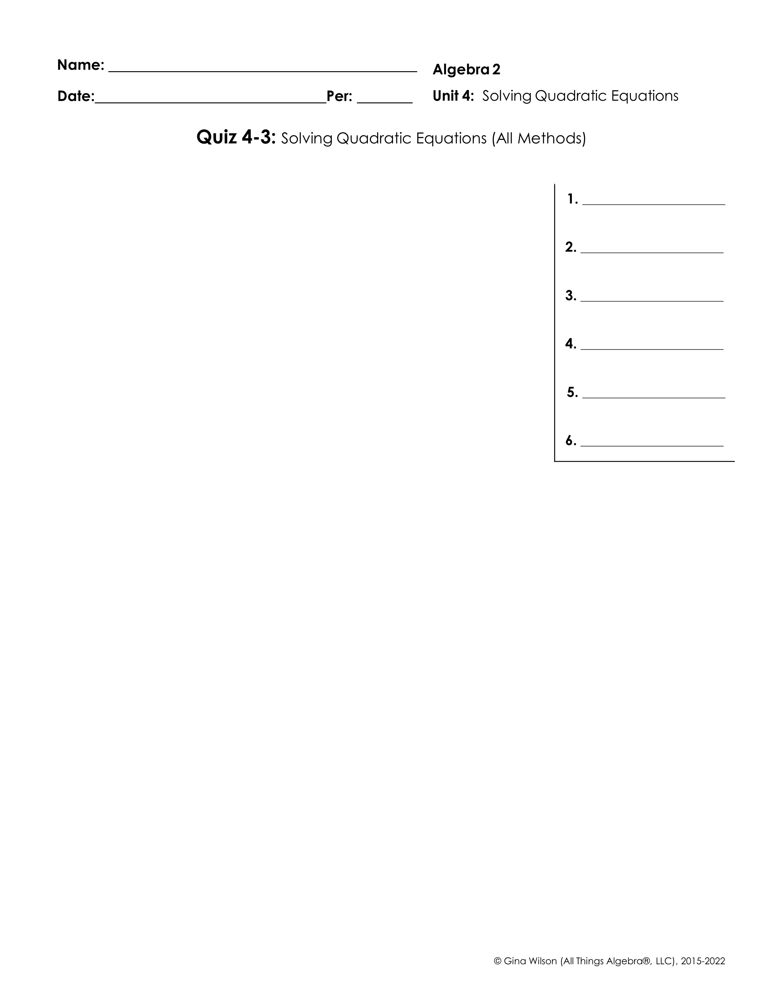 Name: ____________________ Algebra 2
Date:____________________Per: ________ Unit 4: Solving Quadratic Equations
Quiz 4-3: Solving Quadratic Equations (All Methods)
1. ____________________
2. ____________________
3. ____________________
4. ____________________
5. ____________________
6. ____________________
© Gina Wilson (All Things Algebra®, LLC), 2015-2022